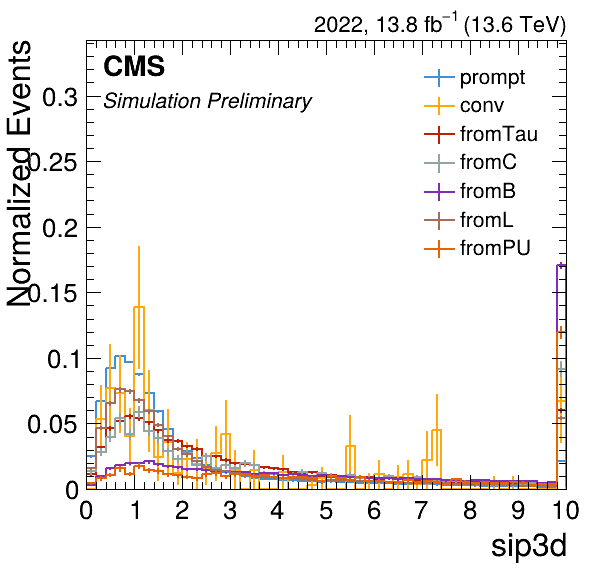 2022, 13.8 fb⁻¹ (13.6 TeV)
CMS
Simulation Preliminary
prompt
conv
fromTau
fromC
fromB
fromL
fromPU
Normalized Events
0.3
0.25
0.2
0.15
0.1
0.05
0
0 1 2 3 4 5 6 7 8 9 10
sip3d